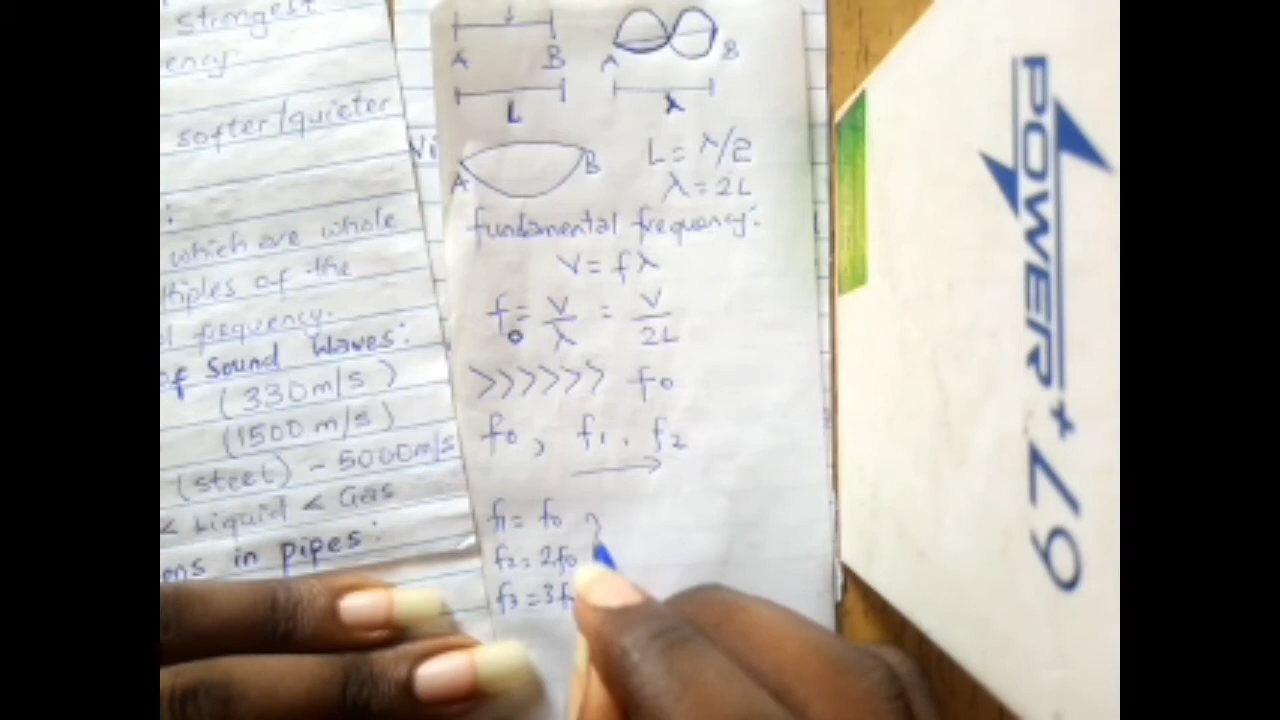 strongest
ency
softer/quieter
:
which are whole
tiples of the
l frequency.
of Sound Waves:
(330m/s)
(1500 m/s)
(steel) - 5000m/s
< Liquid < Gas
ons in pipes:
A B
L
A B
λ
A B
L = λ/2
λ = 2L
fundamental frequency:
V = fλ
f₀ = V/λ = V/2L
>>>>>> f₀
f₀, f₁, f₂
f₁ = f₀
f₂ = 2f₀
f₃ = 3f
POWER+ L9